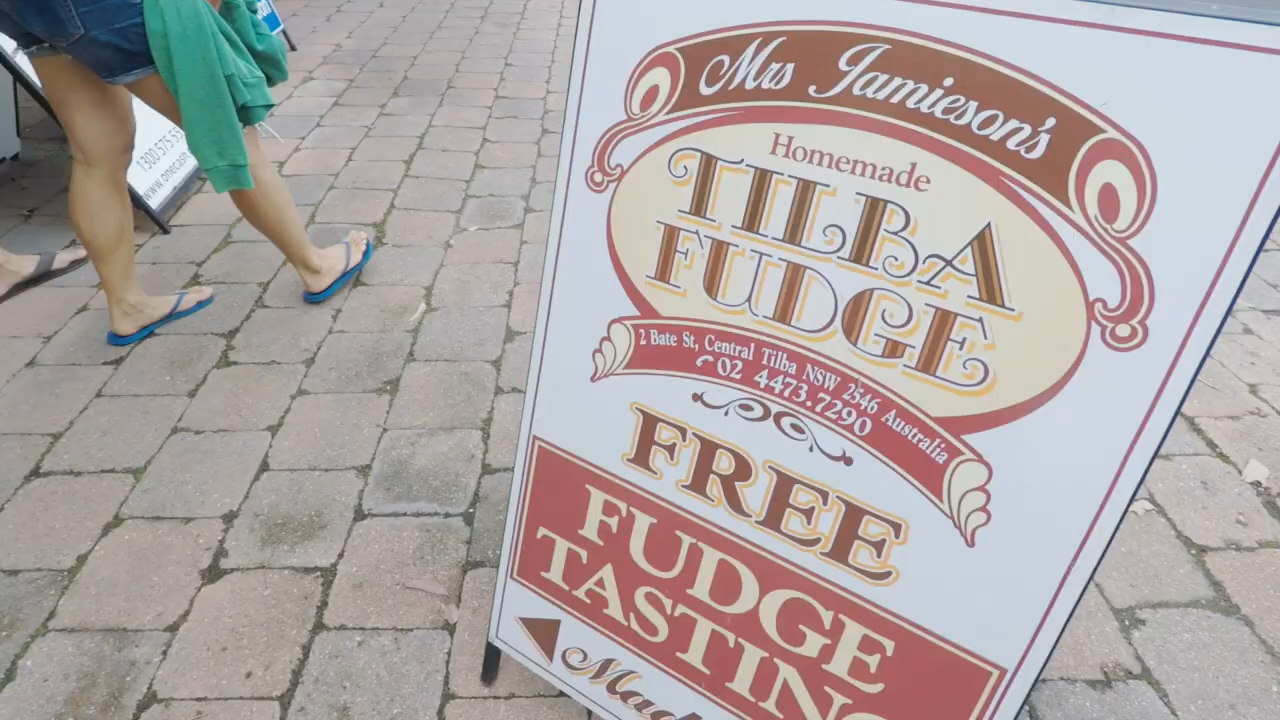 Mrs Jamieson's
Homemade
TILBA
FUDGE
2 Bate St, Central Tilba NSW 2546 Australia
02 4473.7290
FREE
FUDGE
TASTING
1300 575 55
www.onecash